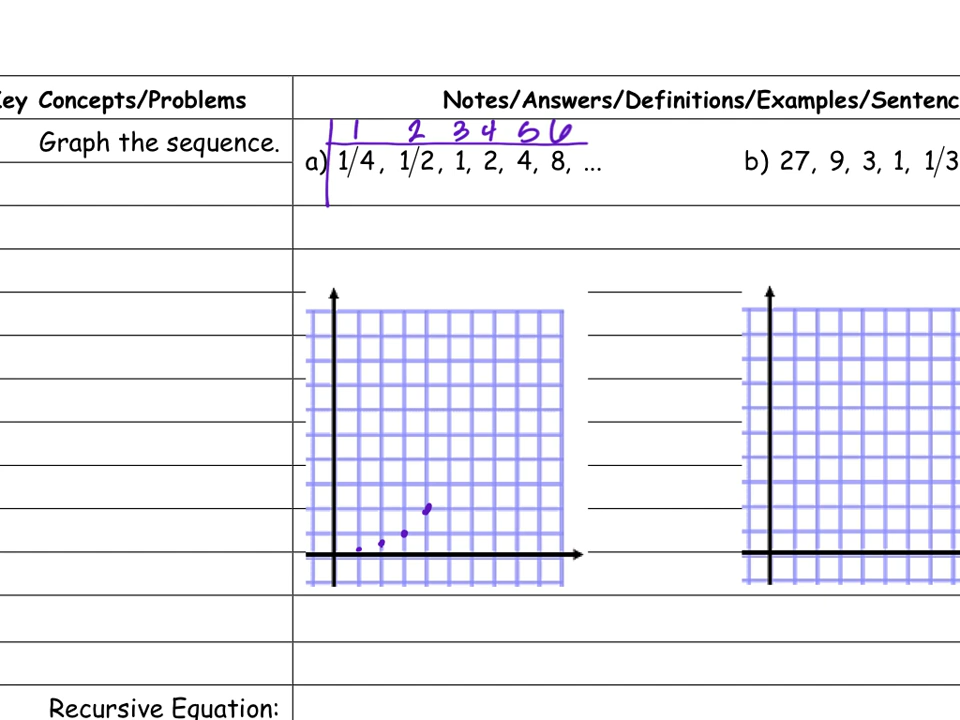 Key Concepts/Problems
Notes/Answers/Definitions/Examples/Sentenc
Graph the sequence.
1 2 3 4 5 6
a) 1/4, 1/2, 1, 2, 4, 8, ...
b) 27, 9, 3, 1, 1/3
Recursive Equation: